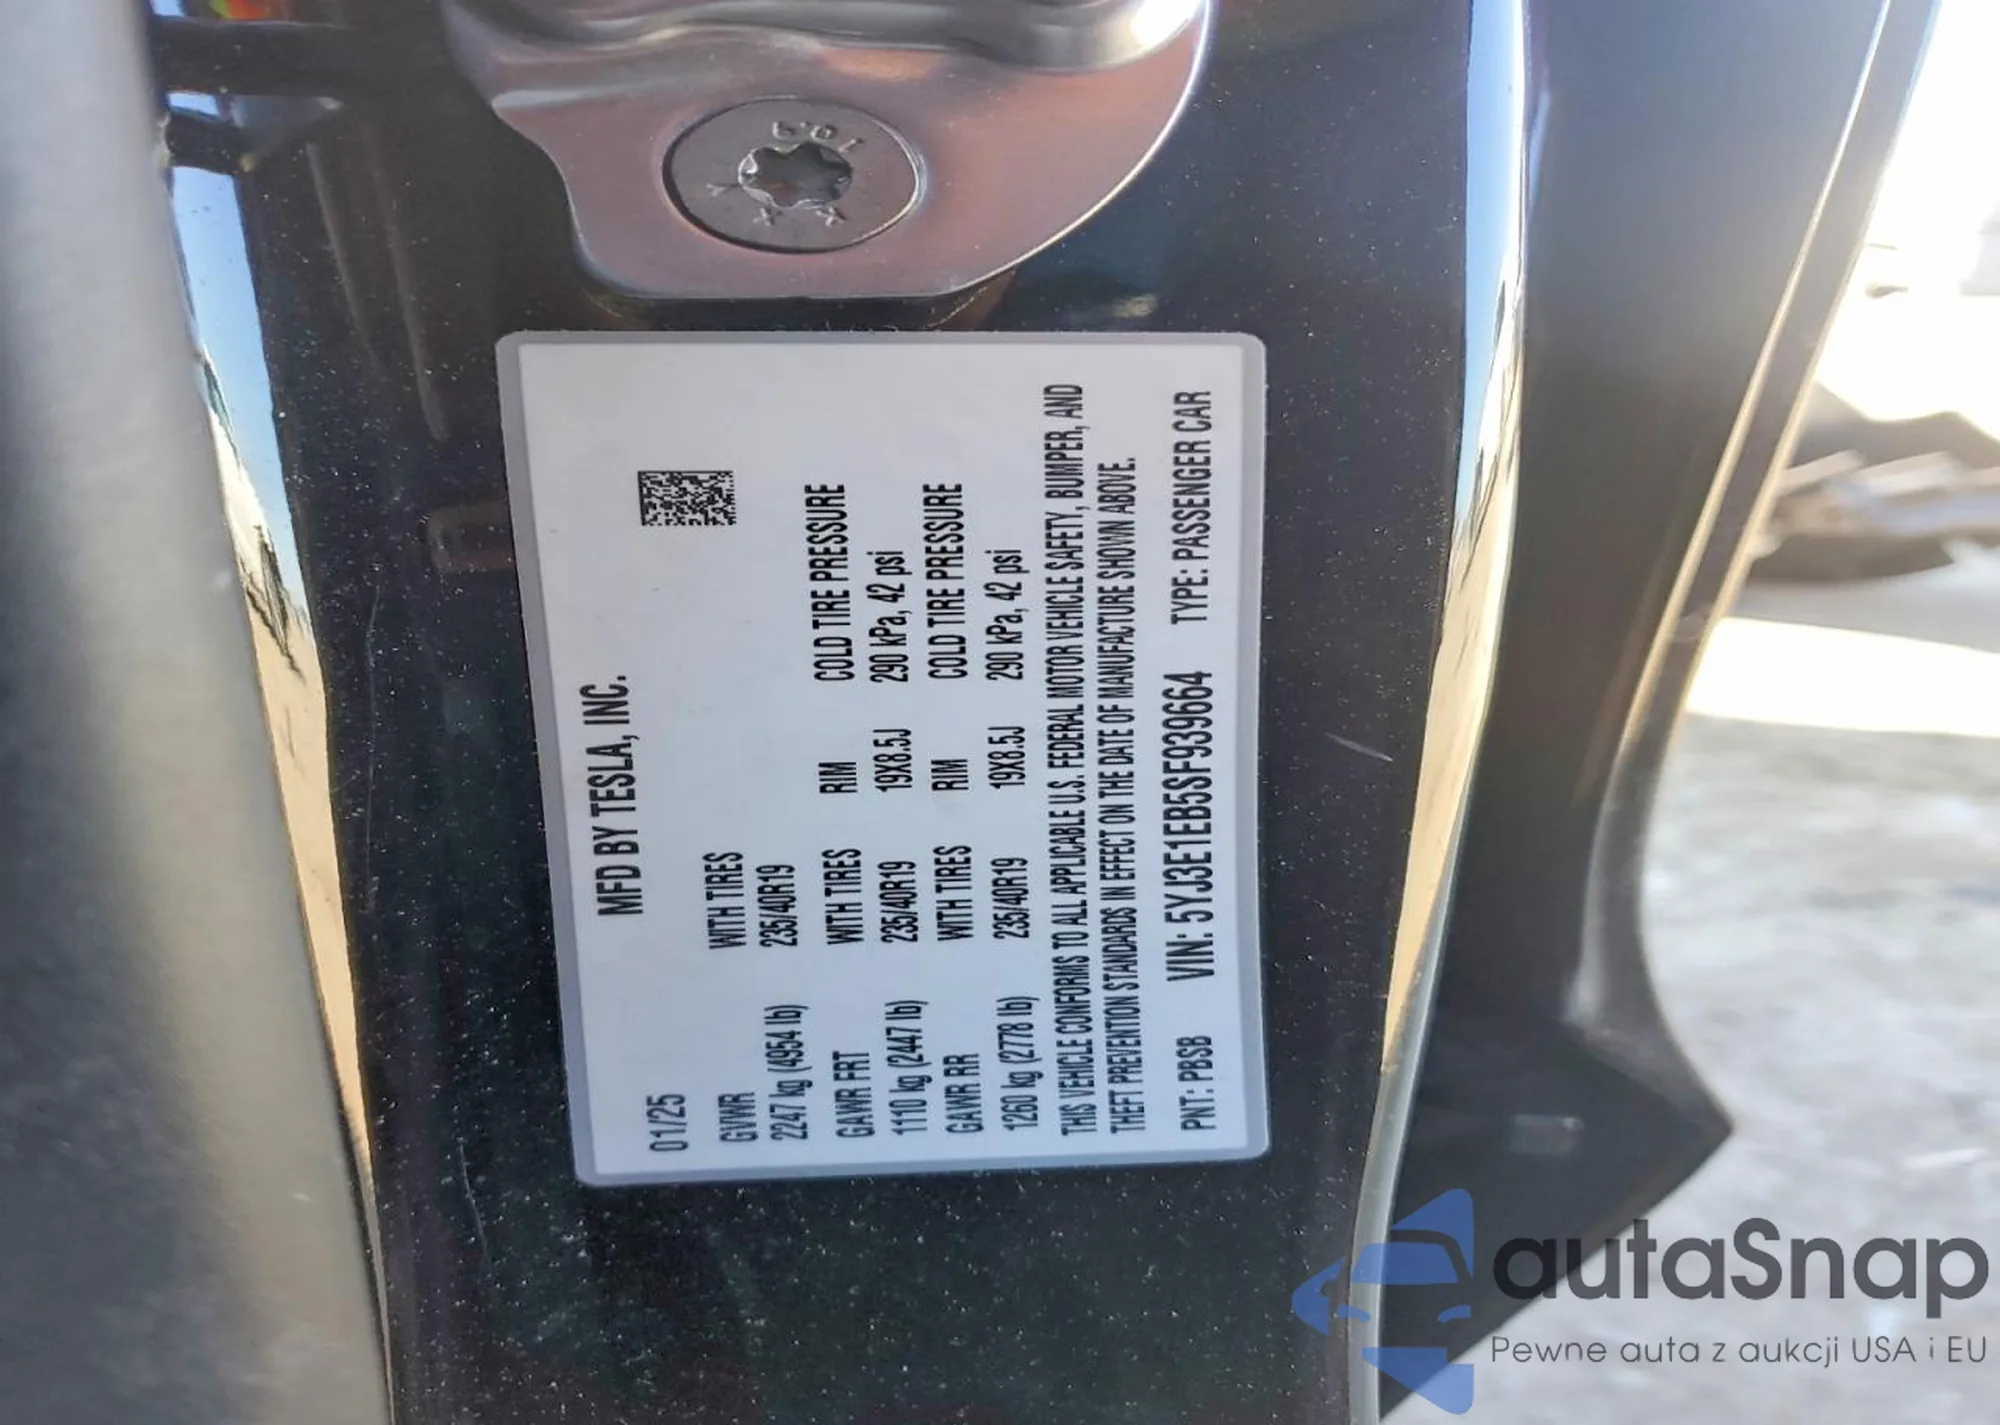 10.9
MFD BY TESLA, INC.
01/25
GVWR WITH TIRES
2247 kg (4954 lb) 235/40R19
GAWR FRT WITH TIRES RIM COLD TIRE PRESSURE
1110 kg (2447 lb) 235/40R19 19X8.5J 290 kPa, 42 psi
GAWR RR WITH TIRES RIM COLD TIRE PRESSURE
1260 kg (2778 lb) 235/40R19 19X8.5J 290 kPa, 42 psi
THIS VEHICLE CONFORMS TO ALL APPLICABLE U.S. FEDERAL MOTOR VEHICLE SAFETY, BUMPER, AND
THEFT PREVENTION STANDARDS IN EFFECT ON THE DATE OF MANUFACTURE SHOWN ABOVE.
PNT: PBSB VIN: 5YJ3E1EB5SF939664 TYPE: PASSENGER CAR
autaSnap
Pewne auta z aukcji USA i EU